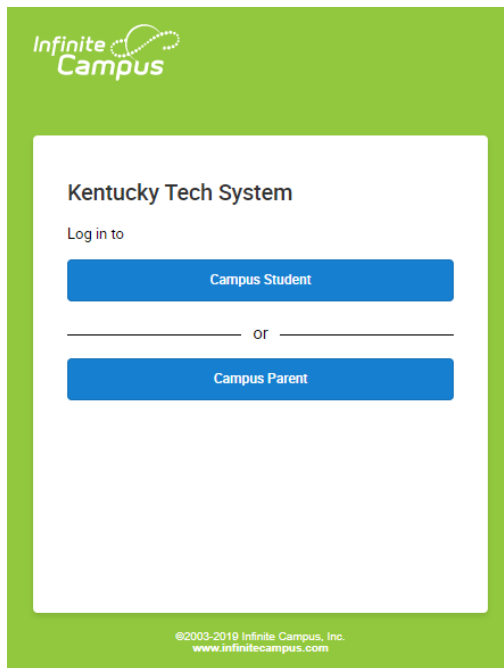 Infinite
Campus
Kentucky Tech System
Log in to
Campus Student
or
Campus Parent
©2003-2019 Infinite Campus, Inc.
www.infinitecampus.com